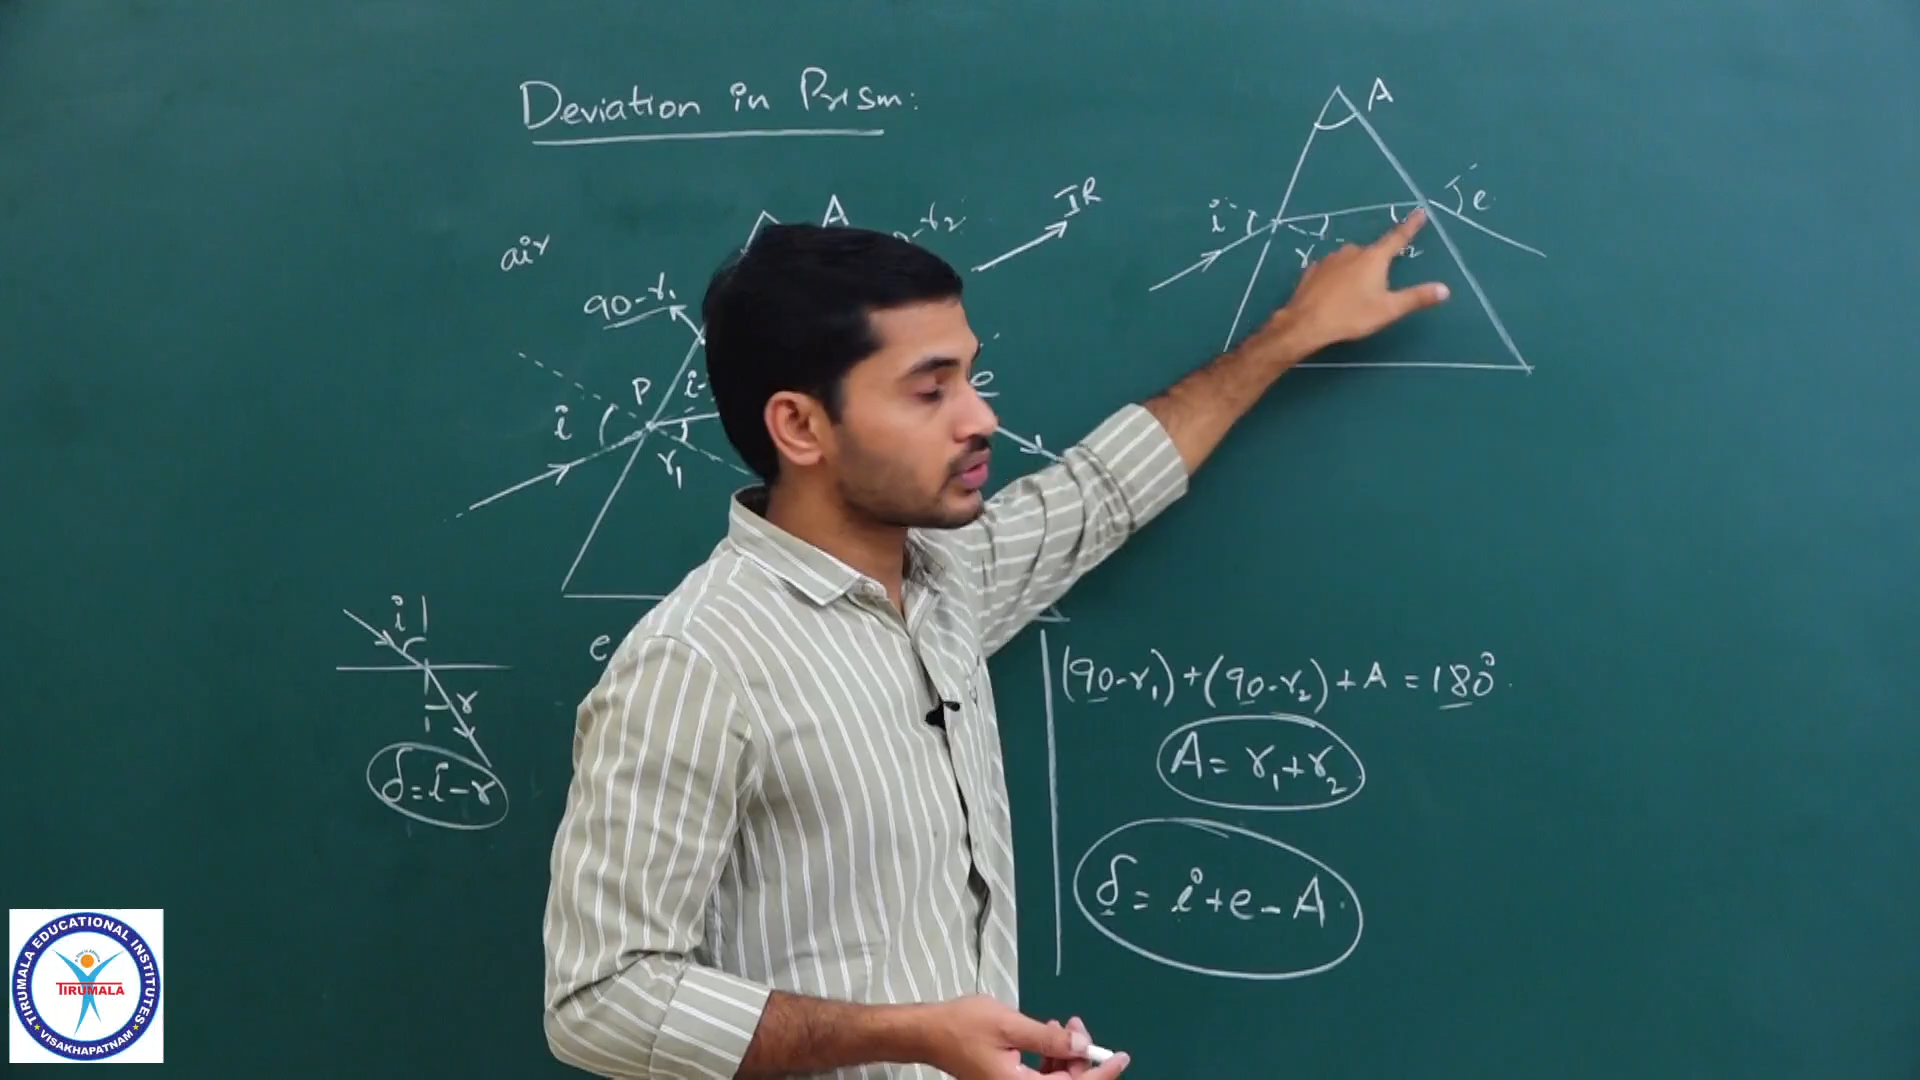 Deviation in Prism:
A
A
IR
i
e
air
r
90-r₁
P
i-
e
i
r₁
i
e
r
δ=i-r
(90-r₁)+(90-r₂)+A=180°
A=r₁+r₂
δ=i+e-A
TIRUMALA EDUCATIONAL INSTITUTES
TIRUMALA
VISAKHAPATNAM